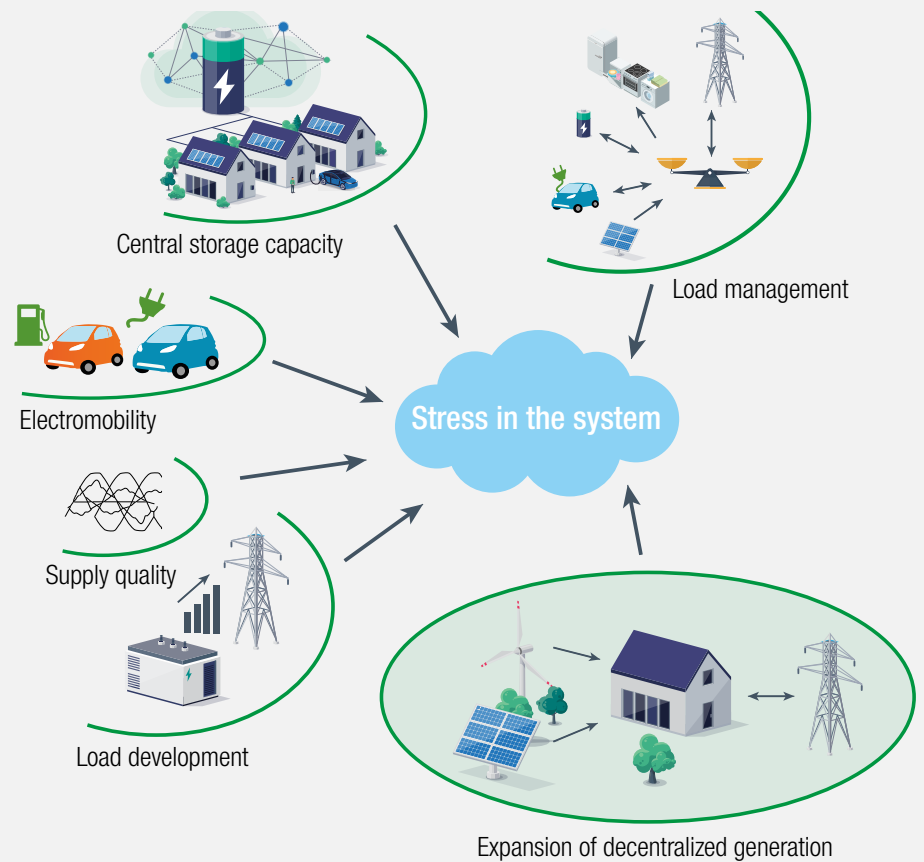 Central storage capacity
Load management
Electromobility
Stress in the system
Supply quality
Load development
Expansion of decentralized generation